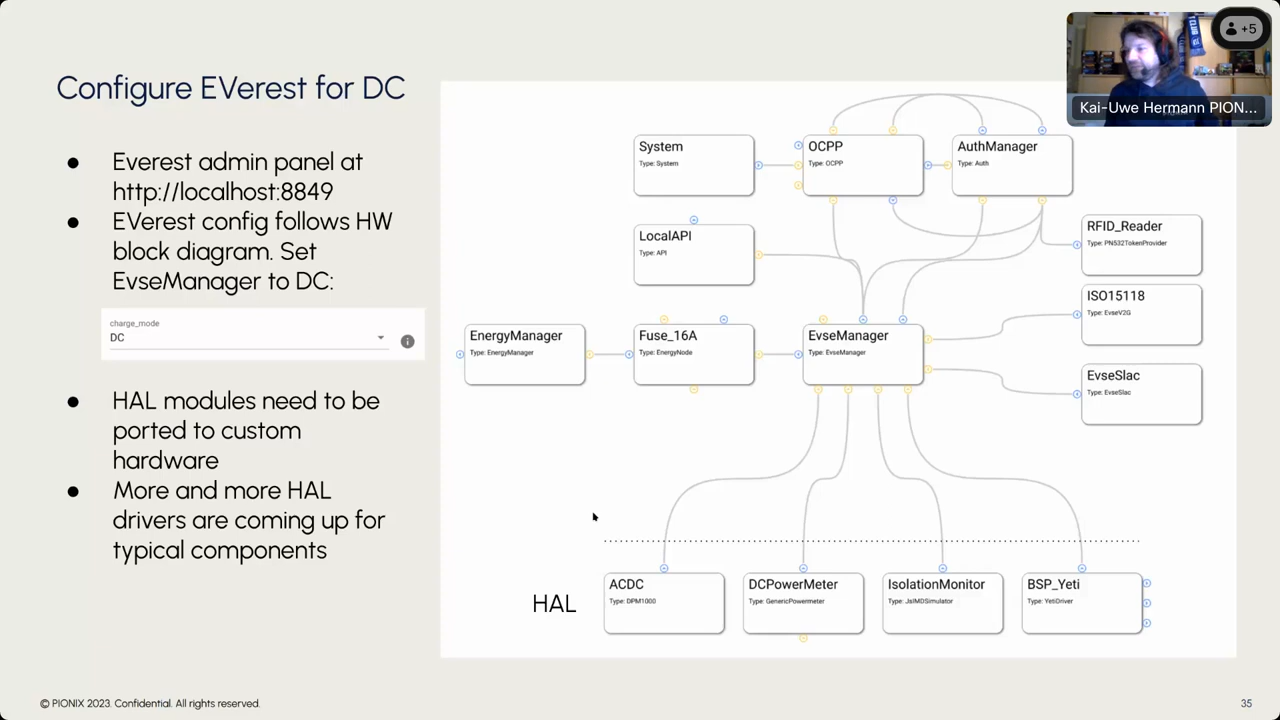 Configure EVerest for DC
● Everest admin panel at
http://localhost:8849
● EVerest config follows HW
block diagram. Set
EvseManager to DC:
charge_mode
DC
● HAL modules need to be
ported to custom
hardware
● More and more HAL
drivers are coming up for
typical components
System
Type: System
OCPP
Type: OCPP
AuthManager
Type: Auth
LocalAPI
Type: API
RFID_Reader
Type: PN532TokenProvider
ISO15118
Type: EvseV2G
EnergyManager
Type: EnergyManager
Fuse_16A
Type: EnergyNode
EvseManager
Type: EvseManager
EvseSlac
Type: EvseSlac
HAL
ACDC
Type: DPM1000
DCPowerMeter
Type: GenericPowermeter
IsolationMonitor
Type: JsIMDSimulator
BSP_Yeti
Type: YetiDriver
+5
Kai-Uwe Hermann PION...
© PIONIX 2023. Confidential. All rights reserved.
35